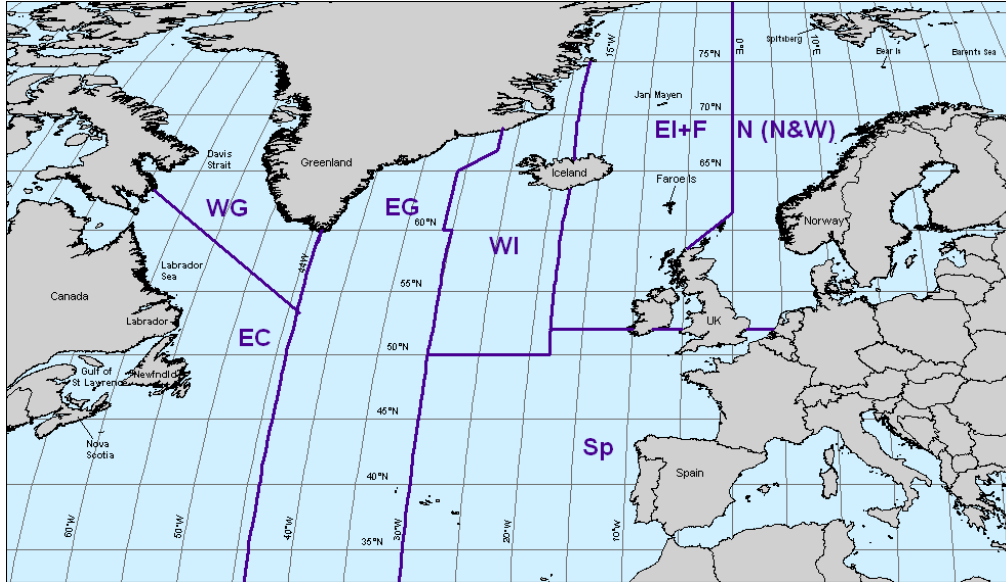 15°W
0°E
10°E
Spitsberg
Bear Is
Barents Sea
75°N
Jan Mayen
70°N
EI+F
N (N&W)
Davis
Strait
Greenland
Iceland
65°N
Faroe Is
WG
EG
60°N
Norway
WI
44W
Labrador
Sea
55°N
Canada
Labrador
UK
EC
50°N
Gulf of
St Lawrence
Newfndld
45°N
Nova
Scotia
Sp
Spain
40°N
60°W
50°W
40°W
30°W
20°W
10°W
35°N